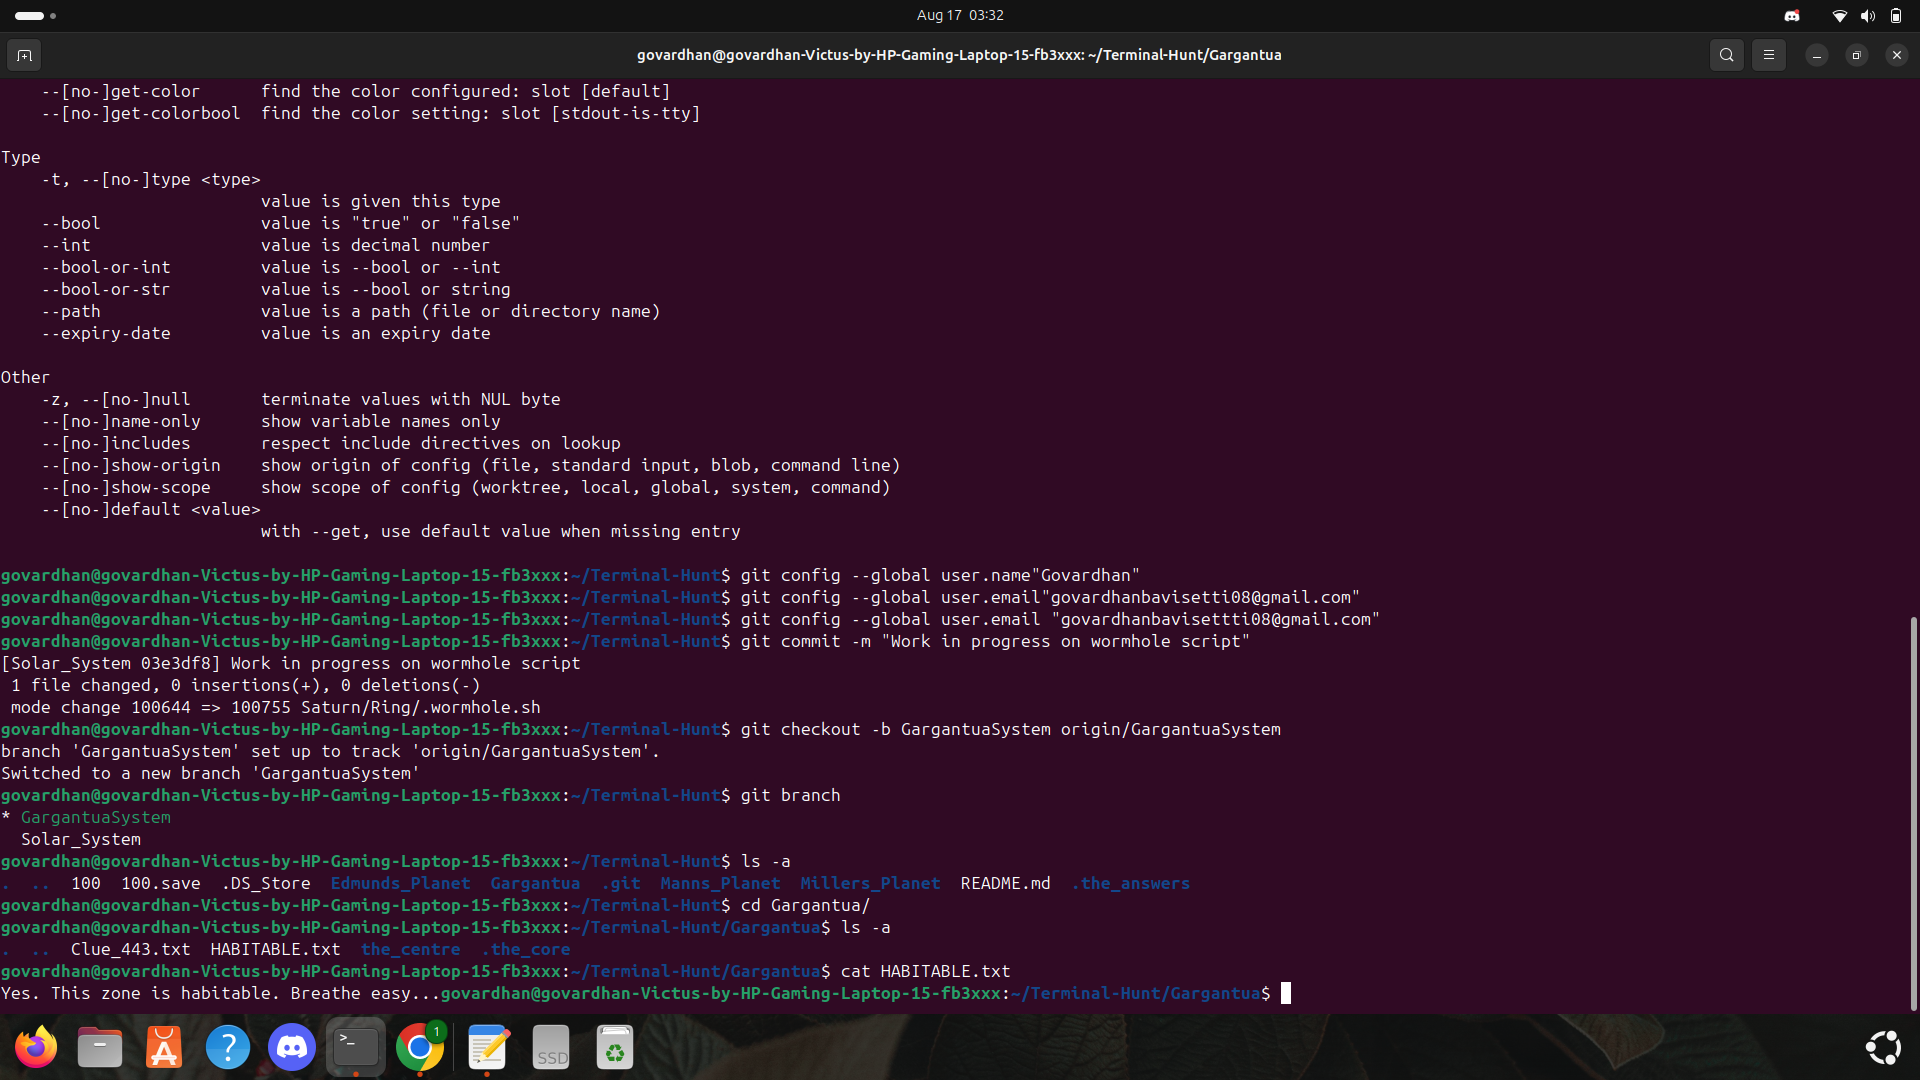 Aug 17 03:32
govardhan@govardhan-Victus-by-HP-Gaming-Laptop-15-fb3xxx: ~/Terminal-Hunt/Gargantua
--[no-]get-color find the color configured: slot [default]
--[no-]get-colorbool find the color setting: slot [stdout-is-tty]
Type
-t, --[no-]type <type>
value is given this type
--bool value is "true" or "false"
--int value is decimal number
--bool-or-int value is --bool or --int
--bool-or-str value is --bool or string
--path value is a path (file or directory name)
--expiry-date value is an expiry date
Other
-z, --[no-]null terminate values with NUL byte
--[no-]name-only show variable names only
--[no-]includes respect include directives on lookup
--[no-]show-origin show origin of config (file, standard input, blob, command line)
--[no-]show-scope show scope of config (worktree, local, global, system, command)
--[no-]default <value>
with --get, use default value when missing entry
govardhan@govardhan-Victus-by-HP-Gaming-Laptop-15-fb3xxx:~/Terminal-Hunt$ git config --global user.name"Govardhan"
govardhan@govardhan-Victus-by-HP-Gaming-Laptop-15-fb3xxx:~/Terminal-Hunt$ git config --global user.email"govardhanbavisetti08@gmail.com"
govardhan@govardhan-Victus-by-HP-Gaming-Laptop-15-fb3xxx:~/Terminal-Hunt$ git config --global user.email "govardhanbavisettti08@gmail.com"
govardhan@govardhan-Victus-by-HP-Gaming-Laptop-15-fb3xxx:~/Terminal-Hunt$ git commit -m "Work in progress on wormhole script"
[Solar_System 03e3df8] Work in progress on wormhole script
1 file changed, 0 insertions(+), 0 deletions(-)
mode change 100644 => 100755 Saturn/Ring/.wormhole.sh
govardhan@govardhan-Victus-by-HP-Gaming-Laptop-15-fb3xxx:~/Terminal-Hunt$ git checkout -b GargantuaSystem origin/GargantuaSystem
branch 'GargantuaSystem' set up to track 'origin/GargantuaSystem'.
Switched to a new branch 'GargantuaSystem'
govardhan@govardhan-Victus-by-HP-Gaming-Laptop-15-fb3xxx:~/Terminal-Hunt$ git branch
* GargantuaSystem
Solar_System
govardhan@govardhan-Victus-by-HP-Gaming-Laptop-15-fb3xxx:~/Terminal-Hunt$ ls -a
. .. 100 100.save .DS_Store Edmunds_Planet Gargantua .git Manns_Planet Millers_Planet README.md .the_answers
govardhan@govardhan-Victus-by-HP-Gaming-Laptop-15-fb3xxx:~/Terminal-Hunt$ cd Gargantua/
govardhan@govardhan-Victus-by-HP-Gaming-Laptop-15-fb3xxx:~/Terminal-Hunt/Gargantua$ ls -a
. .. Clue_443.txt HABITABLE.txt the_centre .the_core
govardhan@govardhan-Victus-by-HP-Gaming-Laptop-15-fb3xxx:~/Terminal-Hunt/Gargantua$ cat HABITABLE.txt
Yes. This zone is habitable. Breathe easy...govardhan@govardhan-Victus-by-HP-Gaming-Laptop-15-fb3xxx:~/Terminal-Hunt/Gargantua$
>_
1
SSD